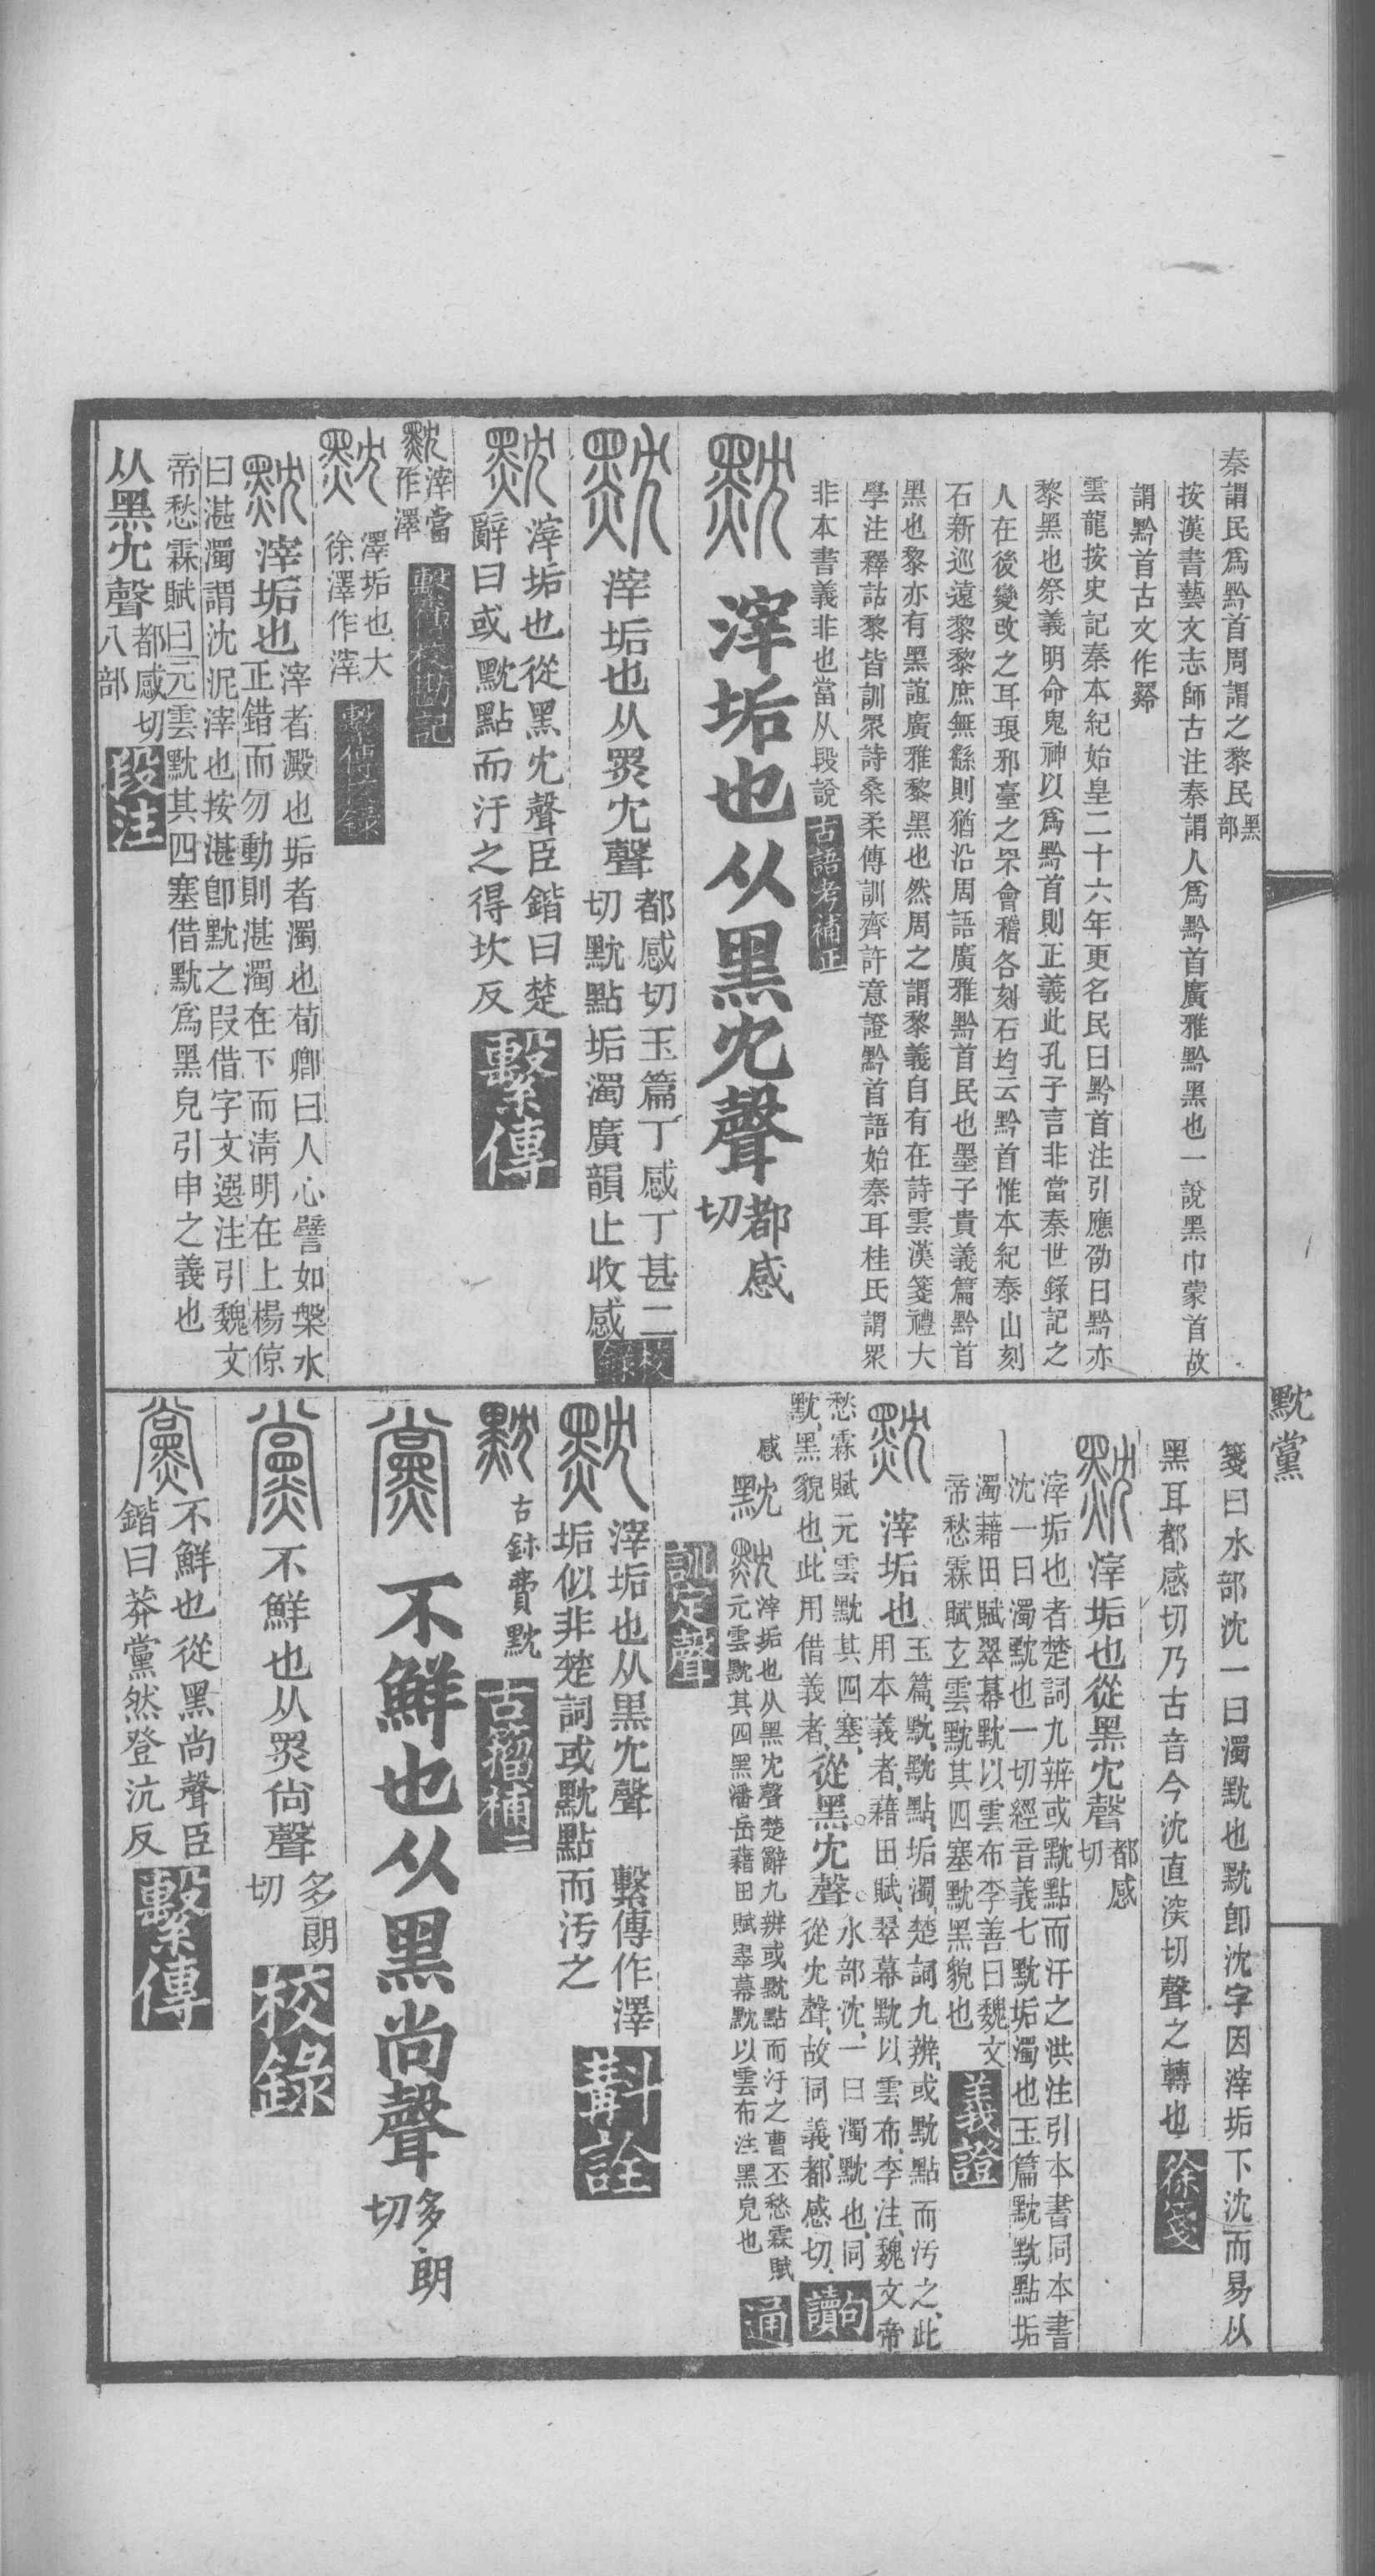 秦謂民爲黔首周謂之黎民黑部
按漢書藝文志師古注秦謂人爲黔首廣雅黔黑也一說黑巾蒙首故
謂黔首古文作黔
雲龍按史記秦本紀始皇二十六年更名民曰黔首注引應劭曰黔亦
黎黑也祭義明命鬼神以爲黔首則正義此孔子言非當秦世錄記之
人在後變改之耳琅邪臺之罘會稽各刻石均云黔首惟本紀泰山刻
石新巡遠黎黎庶無繇則猶沿周語廣雅黔首民也墨子貴義篇黔首
黑也黎亦有黑誼廣雅黎黑也然周之謂黎義自有在詩雲漢箋禮大
學注釋詁黎皆訓眾詩桑柔傳訓齊許意證黔首語始秦耳桂氏謂眾
非本書義非也當从段說 古語考補正
黕 滓垢也从黑冘聲都感切
黕 滓垢也从黑冘聲都感切玉篇丁感丁甚二
切黕點垢濁廣韻止收感 校錄
黕 滓垢也從黑冘聲臣鍇曰楚
辭曰或黕點而汙之得坎反 繫傳
黕滓當
作澤 繫傳校勘記
黕 澤垢也大
徐澤作滓 繫傳校錄
黕 滓垢也滓者澱也垢者濁也荀卿曰人心譬如槃水
正錯而勿動則湛濁在下而淸明在上楊倞
曰湛濁謂沈泥滓也按湛卽黕之叚借字文選注引魏文
帝愁霖賦曰元雲黕其四塞借黕爲黑皃引申之義也
从黑冘聲都感切八部 段注
黕黨
箋曰水部沈一曰濁黕也黕卽沈字因滓垢下沈而易从
黑耳都感切乃古音今沈直深切聲之轉也 徐箋
黕 滓垢也從黑冘聲都感切
滓垢也者楚詞九辨或黕點而汙之洪注引本書同本書
沈一曰濁黕也一切經音義七黕垢濁也玉篇黕黕點垢
濁藉田賦翠幕黕以雲布李善曰魏文
帝愁霖賦玄雲黕其四塞黕黑貌也 義證
黕 滓垢也玉篇、黕、黕點、垢濁、楚詞九辨、或黕點而汚之、此
用本義者、藉田賦、翠幕黕以雲布、李注、魏文帝
愁霖賦、元雲黕其四塞、
黕、黑貌也、此用借義者、從黑冘聲。水部沈、一曰濁黕也、同
從冘聲、故同義、都感切、 句讀
感黕 黕 滓垢也从黑冘聲楚辭九辨或黕點而汙之曹丕愁霖賦
元雲黕其四黑潘岳藉田賦翠幕黕以雲布注黑皃也 通
訓定聲
黕 滓垢也从黑冘聲 繫傳作澤
垢似非楚詞或黕點而汚之 斠詮
黕 古鉢費黕 古籀補
黨 不鮮也从黑尚聲多朗切
黨 不鮮也从黑尙聲多朗切 校錄
黨 不鮮也從黑尚聲臣
鍇曰莽黨然登沆反 繫傳